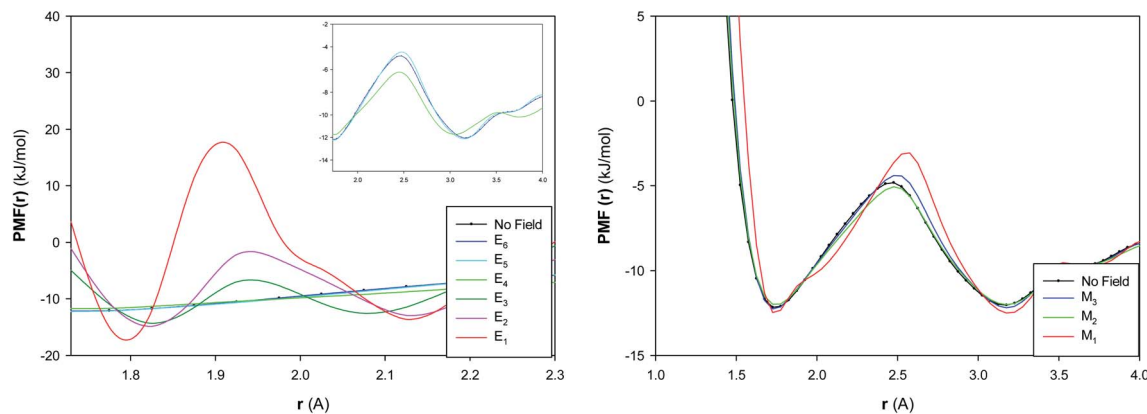 40
30
20
10
0
-10
-20
PMF(r) (kJ/mol)
1.8
1.9
2.0
2.1
2.2
2.3
r (A)
-2
-4
-6
-8
-10
-12
-14
2.0
2.5
3.0
3.5
4.0
No Field
E6
E5
E4
E3
E2
E1
5
0
-5
-10
-15
PMF (r) (kJ/mol)
1.0
1.5
2.0
2.5
3.0
3.5
4.0
r (A)
No Field
M3
M2
M1